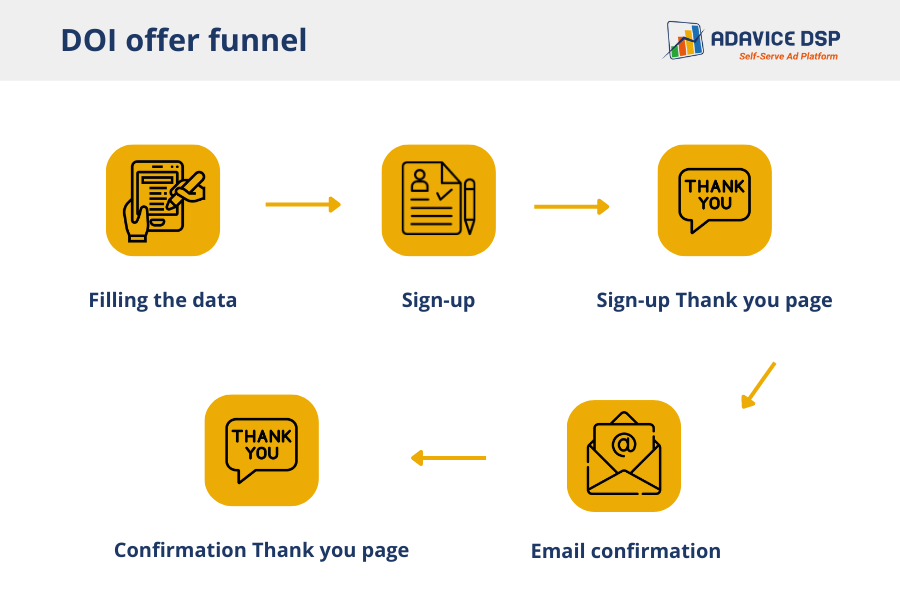 DOI offer funnel
ADAVICE DSP
Self-Serve Ad Platform
THANK
YOU
Filling the data
Sign-up
Sign-up Thank you page
THANK
YOU
@
Confirmation Thank you page
Email confirmation